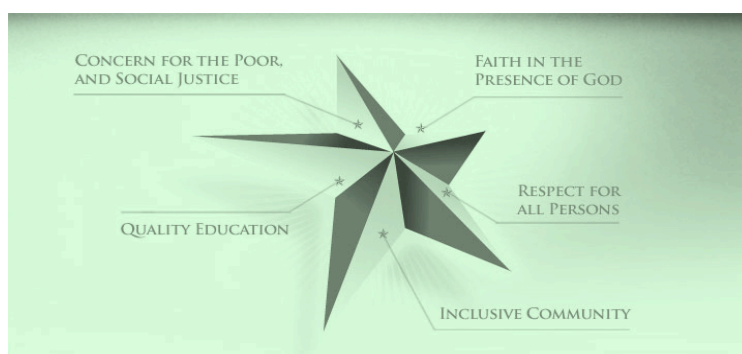 Concern for the Poor,
and Social Justice
Faith in the
Presence of God
Respect for
all Persons
Quality Education
Inclusive Community